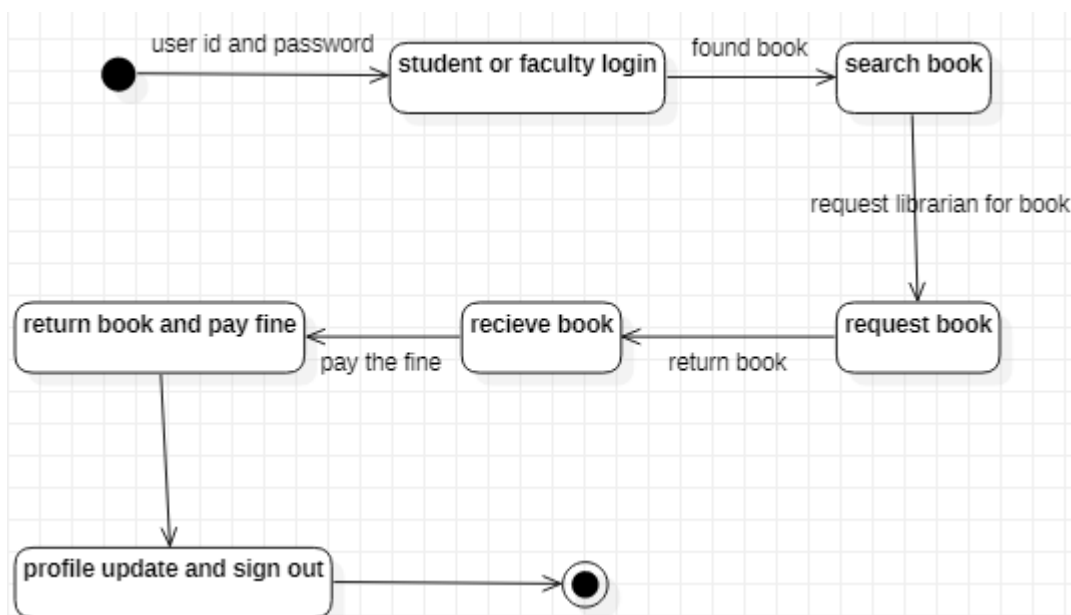 user id and password
student or faculty login
found book
search book
request librarian for book
return book and pay fine
pay the fine
recieve book
return book
request book
profile update and sign out